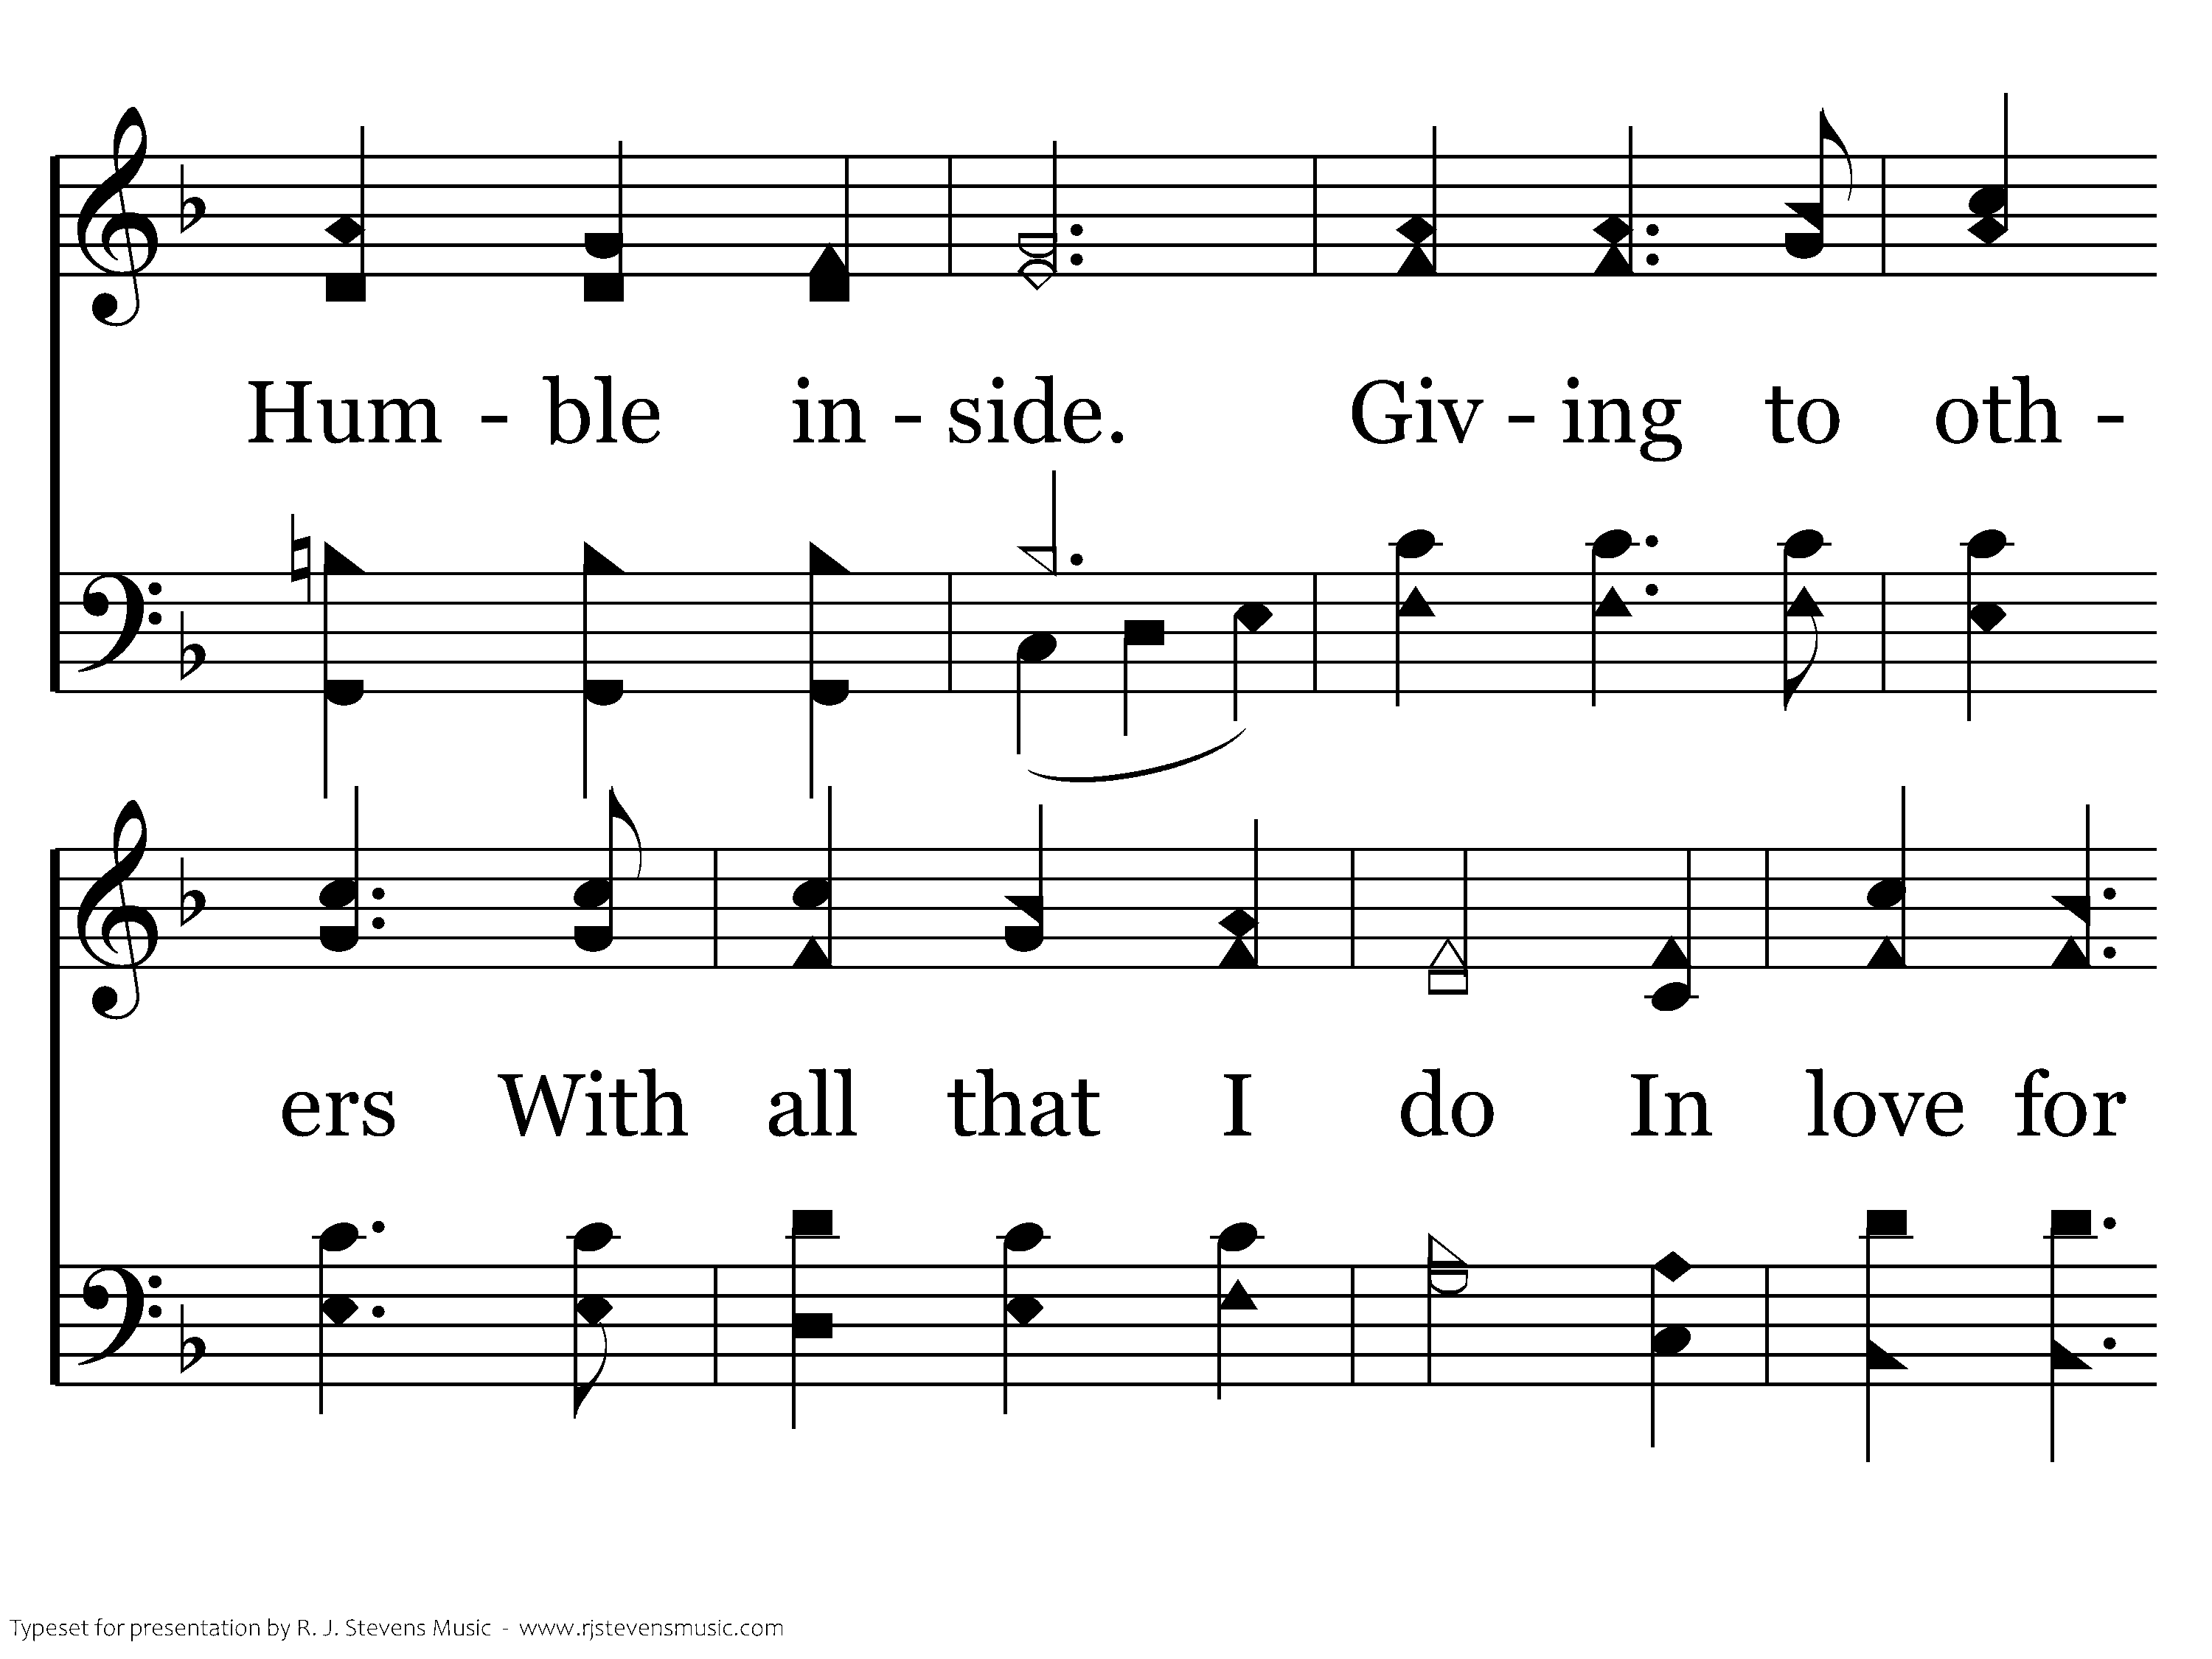 Hum - ble in - side. Giv - ing to oth -
ers With all that I do In love for
Typeset for presentation by R. J. Stevens Music - www.rjstevensmusic.com